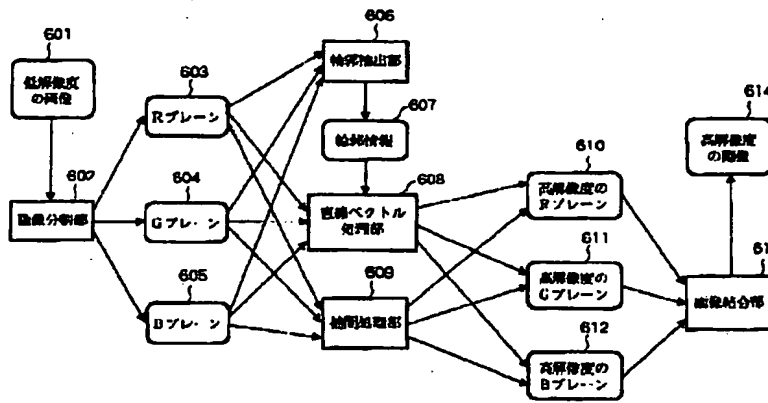 601
低解像度
の画像
602
画像分割部
603
Rプレーン
604
Gプレーン
605
Bプレーン
606
輪郭抽出部
607
輪郭情報
608
直線ベクトル
処理部
609
補間処理部
610
高解像度の
Rプレーン
611
高解像度の
Gプレーン
612
高解像度の
Bプレーン
61
画像結合部
614
高解像度
の画像